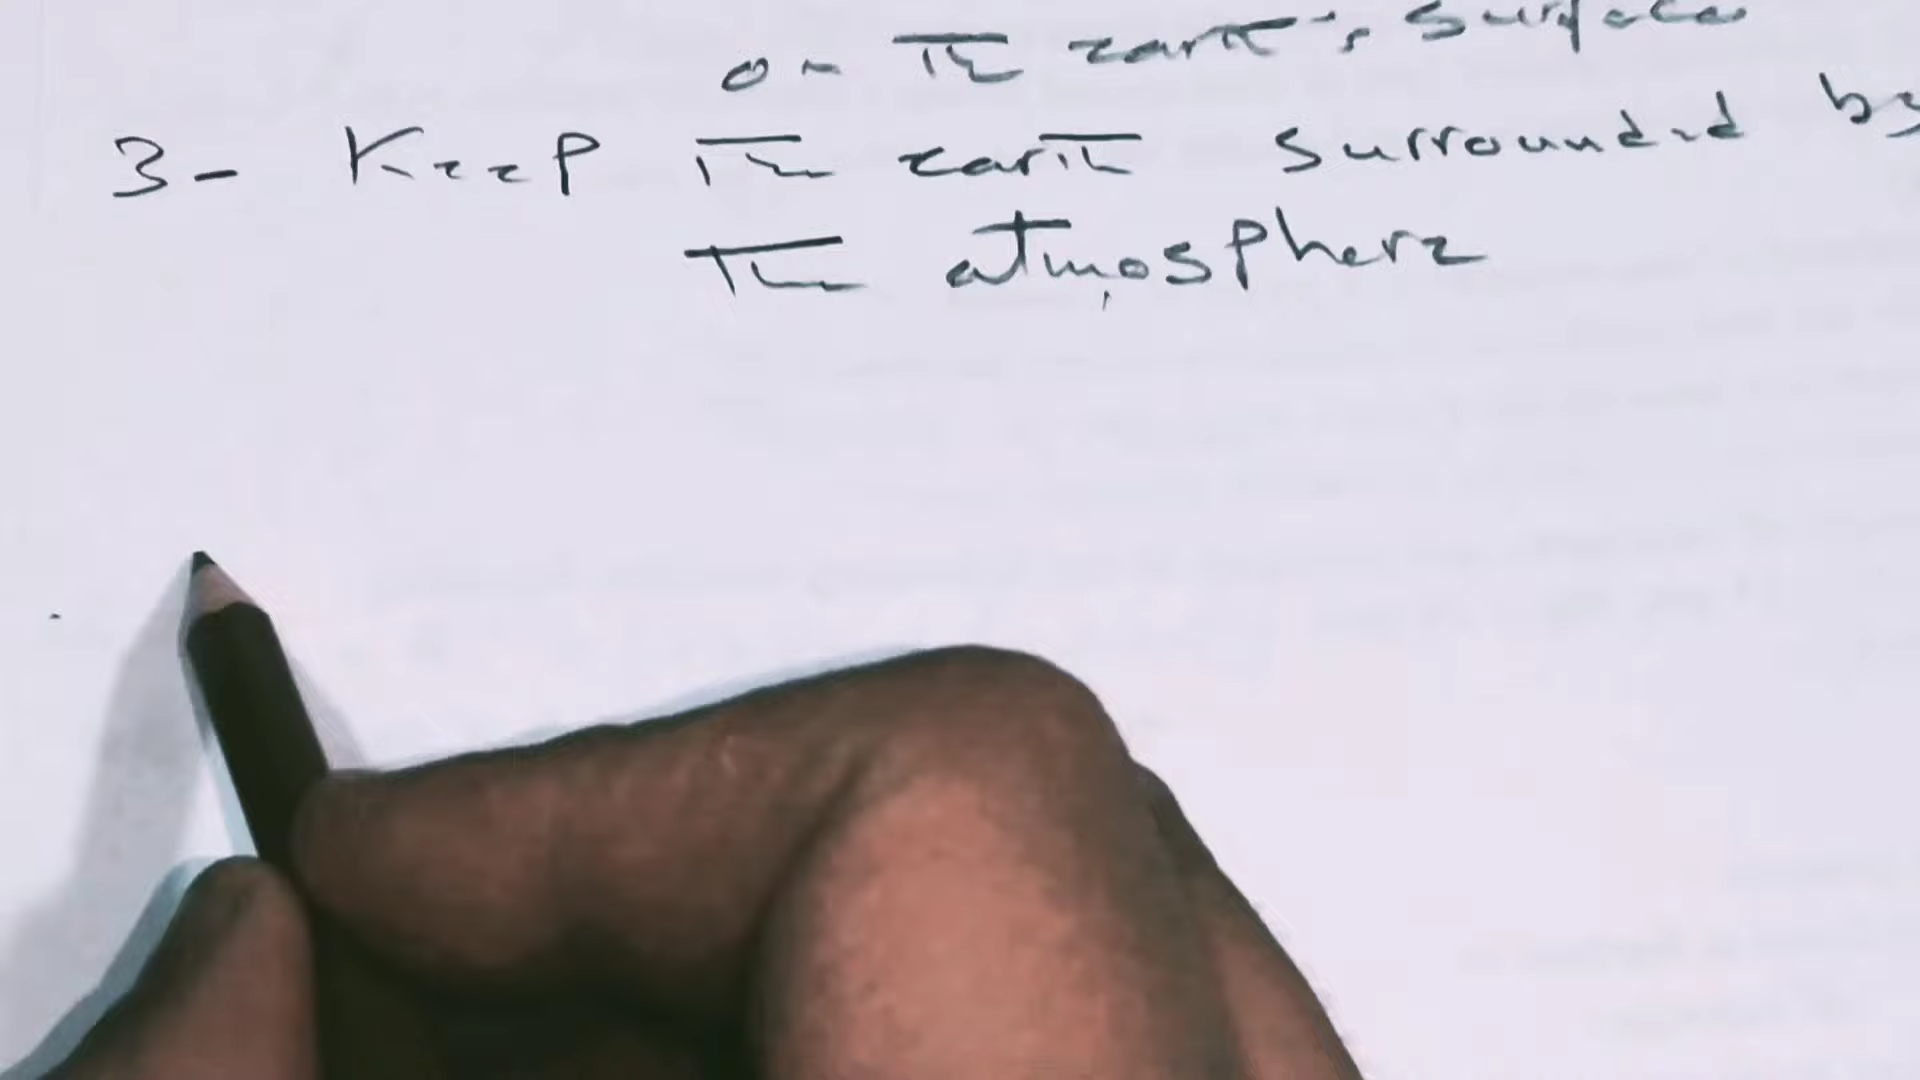 on the earth's surface
3- Keep the earth surrounded by
the atmosphere